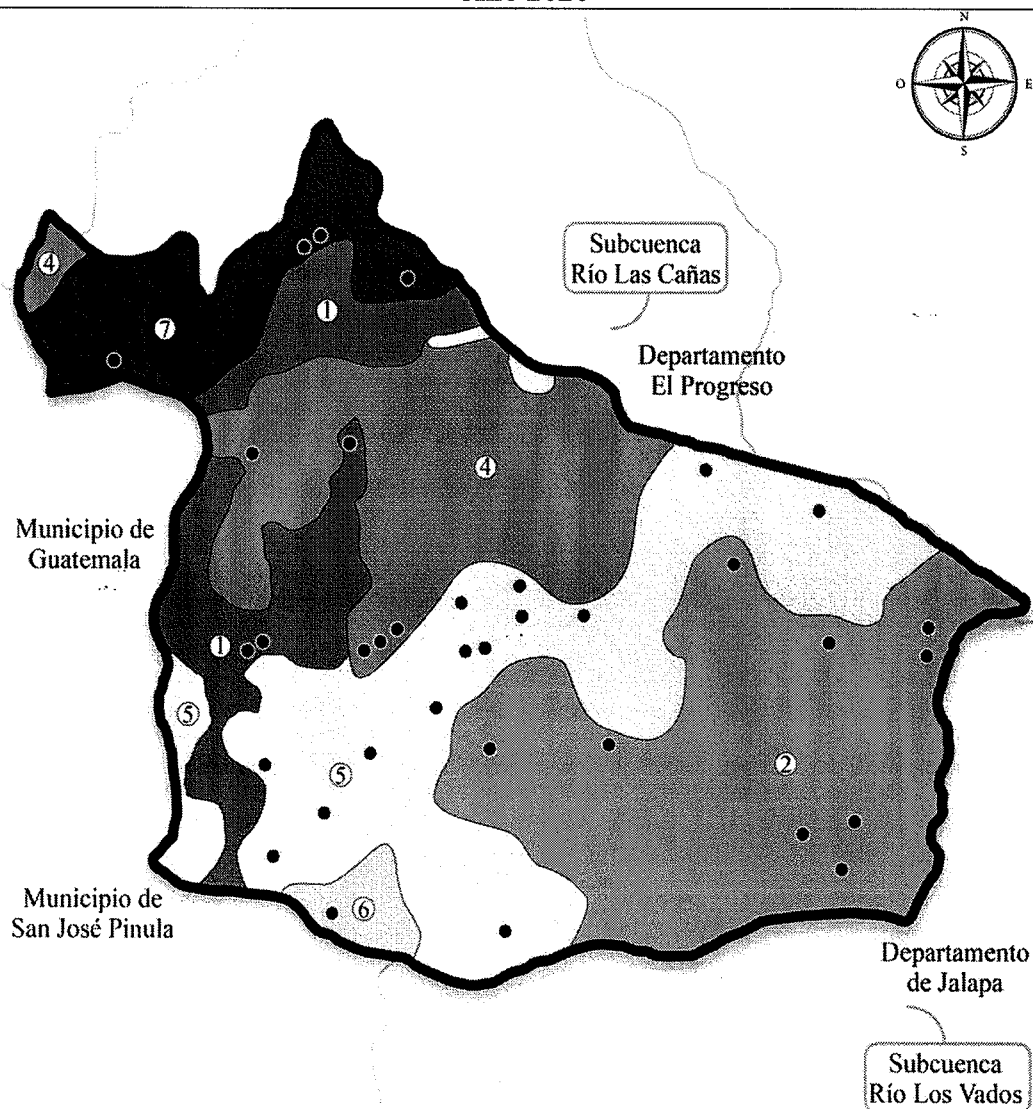 N
O
E
S
4
Subcuenca
Río Las Cañas
1
7
Departamento
El Progreso
4
Municipio de
Guatemala
1
5
5
2
Municipio de
San José Pinula
6
Departamento
de Jalapa
Subcuenca
Río Los Vados